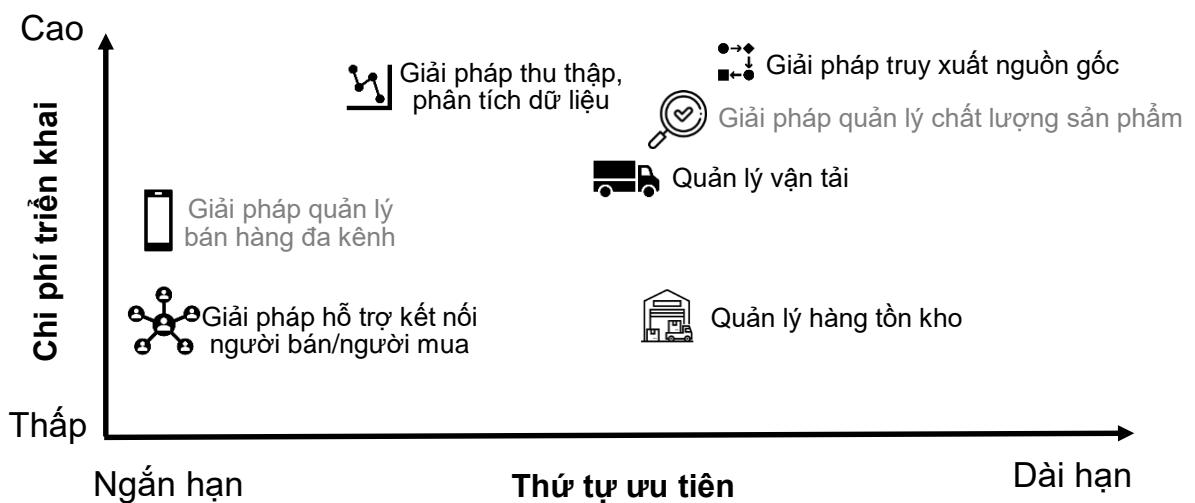 Cao
Giải pháp thu thập,
phân tích dữ liệu
Giải pháp truy xuất nguồn gốc
Giải pháp quản lý chất lượng sản phẩm
Quản lý vận tải
Giải pháp quản lý
bán hàng đa kênh
Chi phí triển khai
Giải pháp hỗ trợ kết nối
người bán/người mua
Quản lý hàng tồn kho
Thấp
Ngắn hạn
Thứ tự ưu tiên
Dài hạn